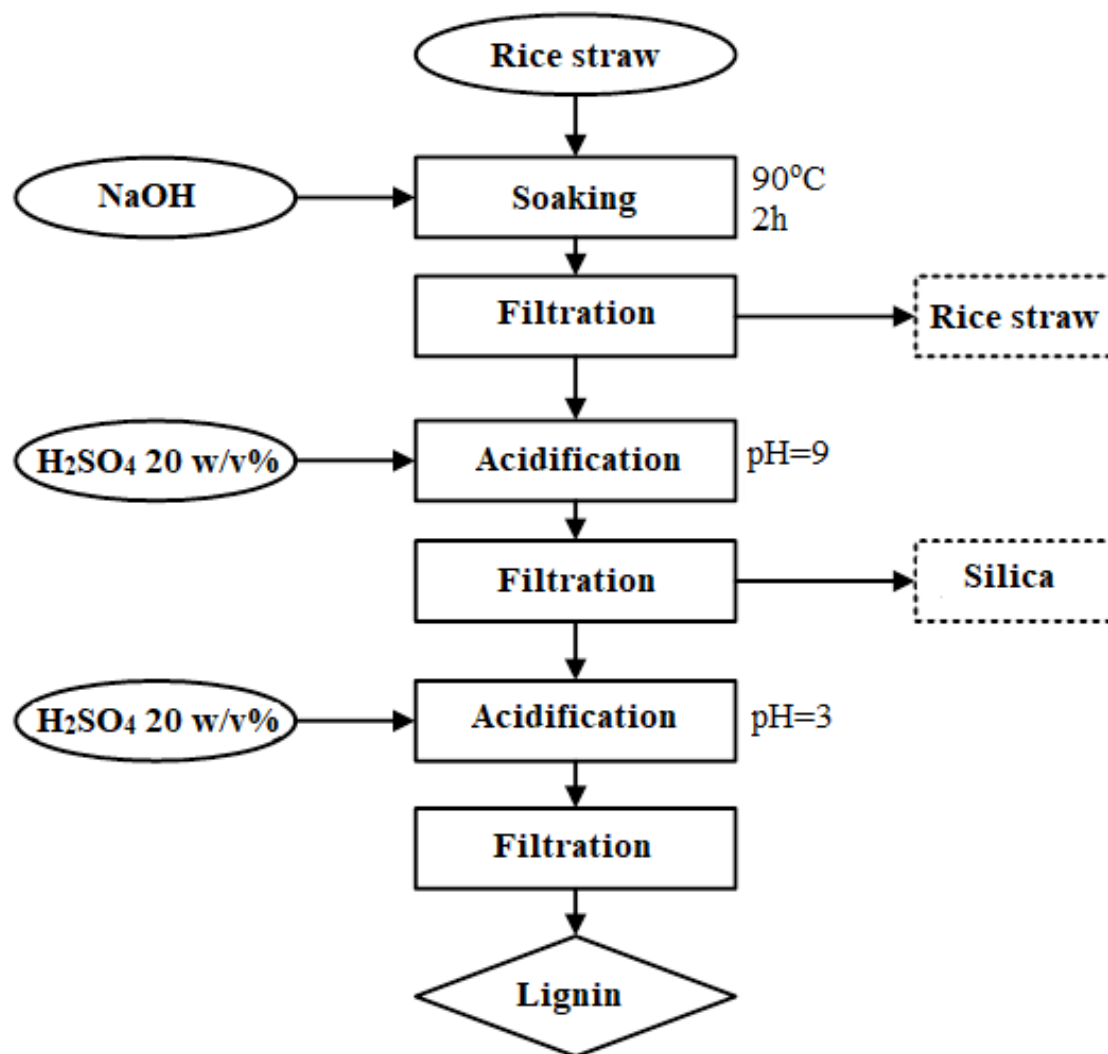 Rice straw
NaOH
Soaking
90°C
2h
Filtration
Rice straw
H₂SO₄ 20 w/v%
Acidification
pH=9
Filtration
Silica
H₂SO₄ 20 w/v%
Acidification
pH=3
Filtration
Lignin